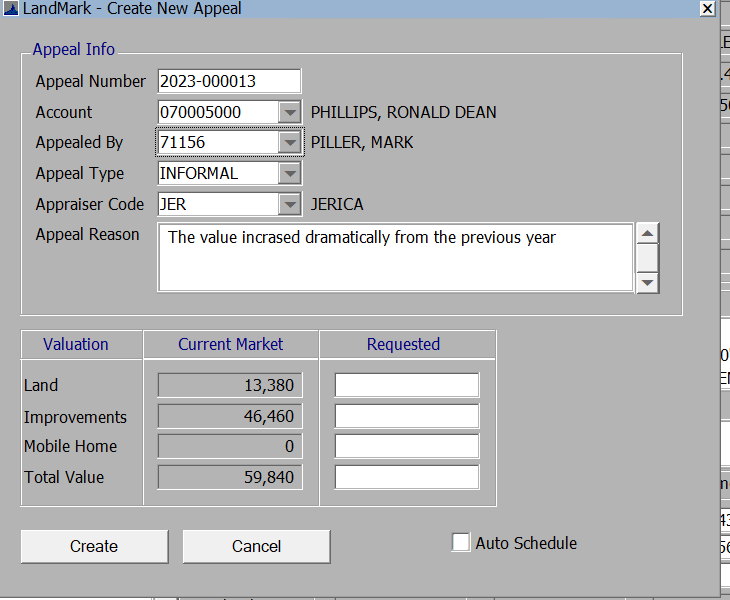 LandMark - Create New Appeal
Appeal Info
Appeal Number 2023-000013
Account 070005000 PHILLIPS, RONALD DEAN
Appealed By 71156 PILLER, MARK
Appeal Type INFORMAL
Appraiser Code JER JERICA
Appeal Reason The value incrased dramatically from the previous year
Valuation Current Market Requested
Land 13,380
Improvements 46,460
Mobile Home 0
Total Value 59,840
Create Cancel Auto Schedule